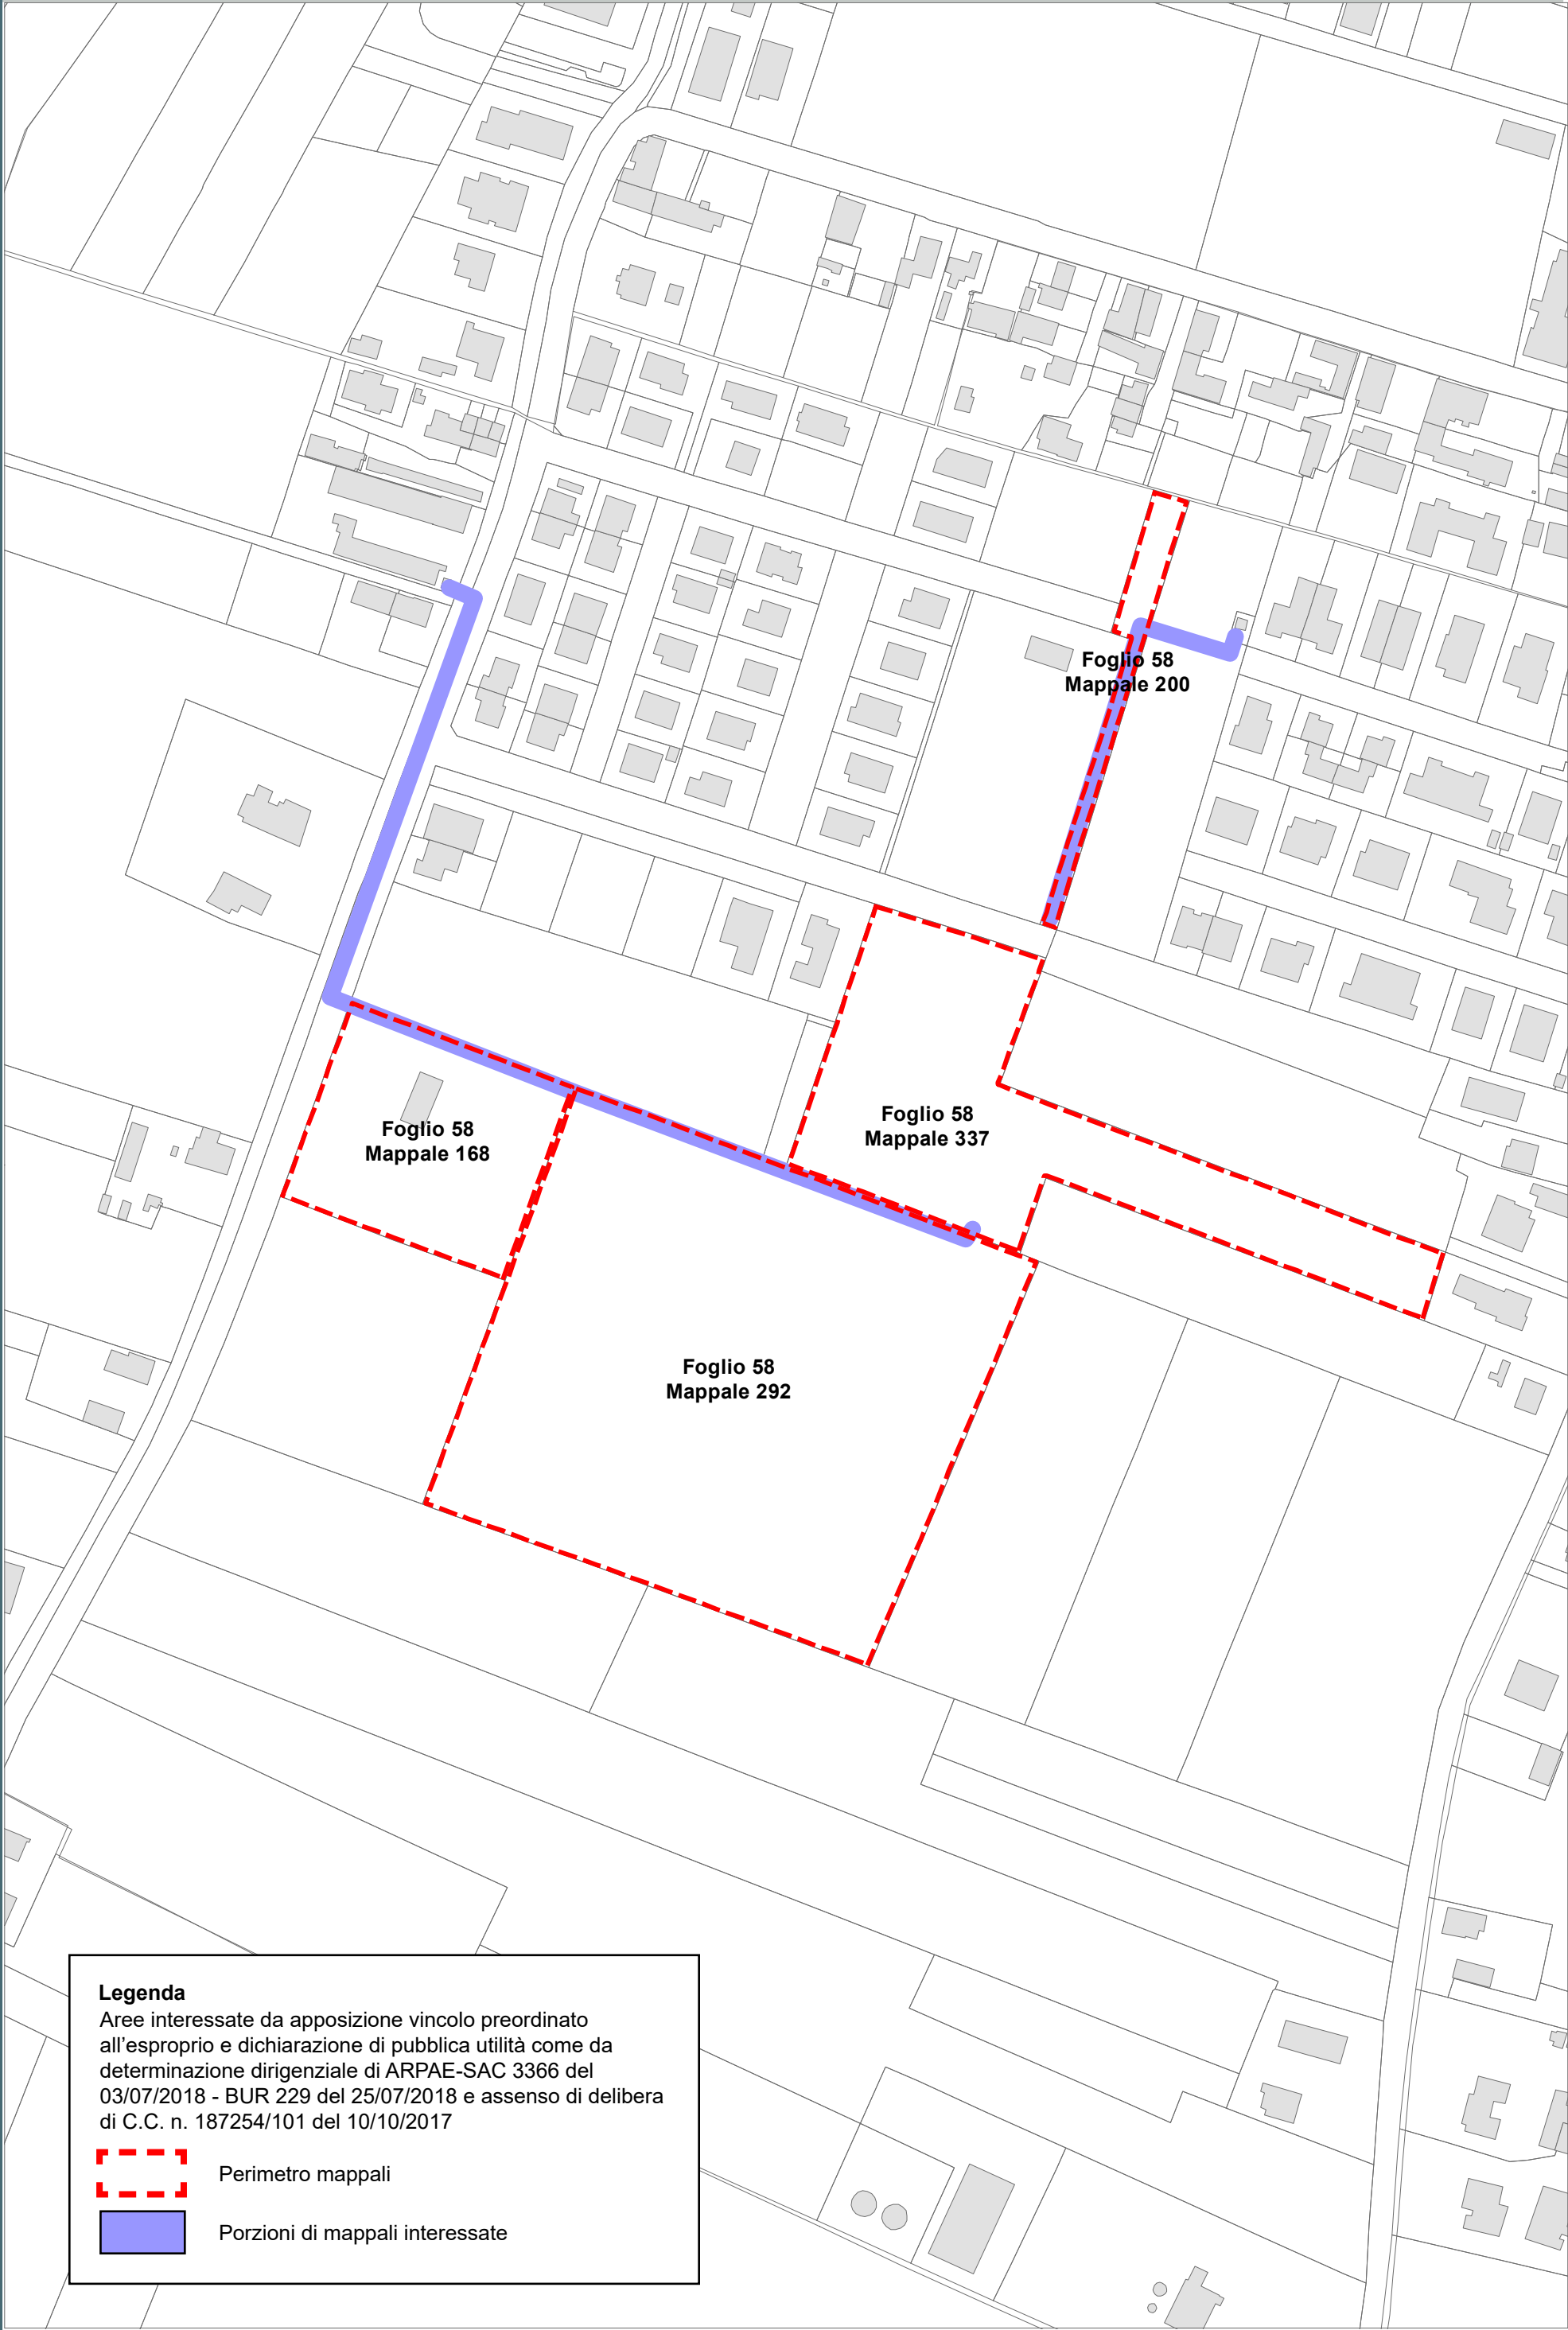 Foglio 58
Mappale 200
Foglio 58
Mappale 337
Foglio 58
Mappale 168
Foglio 58
Mappale 292
Legenda
Aree interessate da apposizione vincolo preordinato
all'esproprio e dichiarazione di pubblica utilità come da
determinazione dirigenziale di ARPAE-SAC 3366 del
03/07/2018 - BUR 229 del 25/07/2018 e assenso di delibera
di C.C. n. 187254/101 del 10/10/2017
Perimetro mappali
Porzioni di mappali interessate